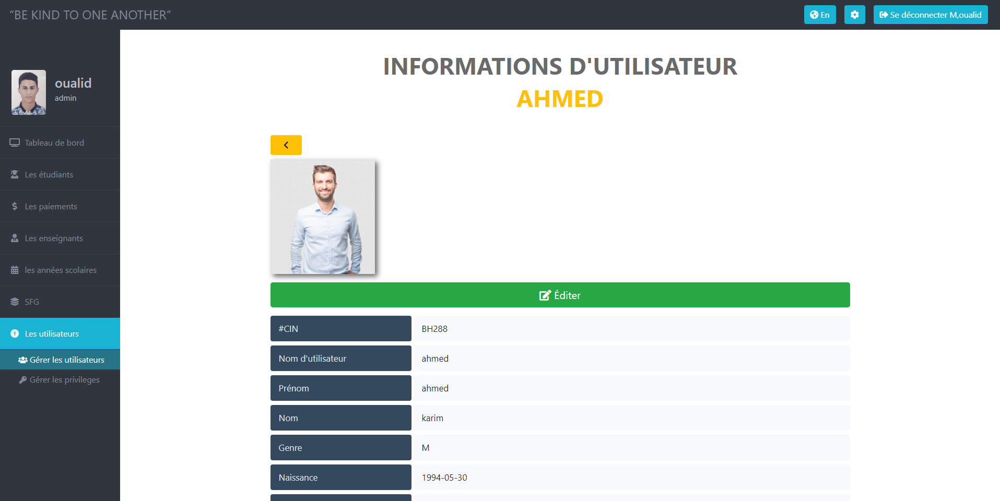 “BE KIND TO ONE ANOTHER”
En
Se déconnecter M,oualid
oualid
admin
Tableau de bord
Les étudiants
Les paiements
Les enseignants
les années scolaires
SFG
Les utilisateurs
Gérer les utilisateurs
Gérer les privileges
INFORMATIONS D'UTILISATEUR
AHMED
Éditer
#CIN BH288
Nom d'utilisateur ahmed
Prénom ahmed
Nom karim
Genre M
Naissance 1994-05-30